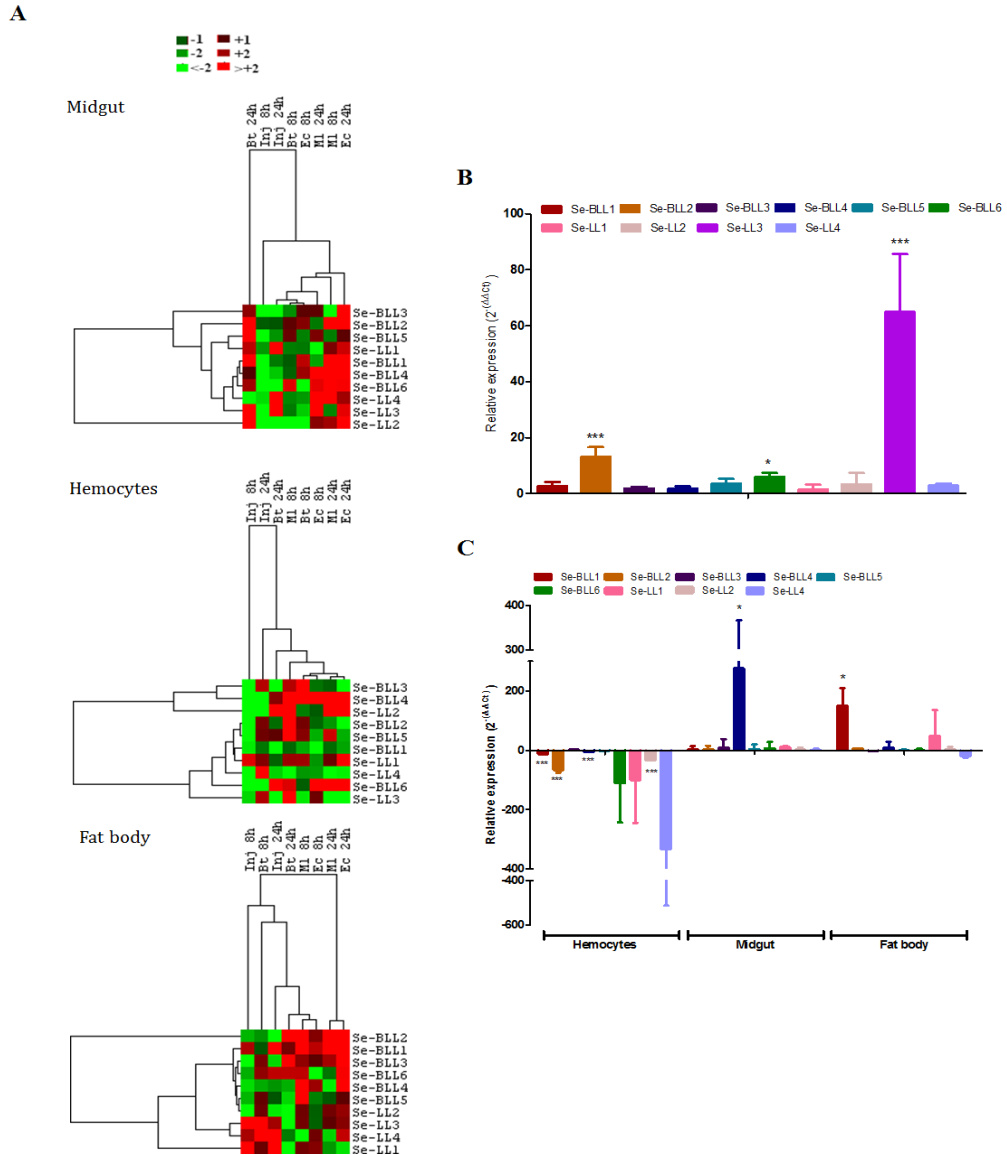 A
-1 +1
-2 +2
<-2 >+2
Midgut
Bt 24h
Inj 8h
Inj 24h
Bt 8h
Ec 8h
Ml 24h
Ml 8h
Ec 24h
Se-BLL3
Se-BLL2
Se-BLL5
Se-LL1
Se-BLL1
Se-BLL4
Se-BLL6
Se-LL4
Se-LL3
Se-LL2
Hemocytes
Inj 8h
Inj 24h
Bt 24h
Ml 8h
Bt 8h
Ec 8h
Ml 24h
Ec 24h
Se-BLL3
Se-BLL4
Se-LL2
Se-BLL2
Se-BLL5
Se-BLL1
Se-LL1
Se-LL4
Se-BLL6
Se-LL3
Fat body
Inj 8h
Bt 8h
Inj 24h
Bt 24h
Ml 8h
Ec 8h
Ml 24h
Ec 24h
Se-BLL2
Se-BLL1
Se-BLL3
Se-BLL6
Se-BLL4
Se-BLL5
Se-LL2
Se-LL3
Se-LL4
Se-LL1
B
Se-BLL1 Se-BLL2 Se-BLL3 Se-BLL4 Se-BLL5 Se-BLL6
Se-LL1 Se-LL2 Se-LL3 Se-LL4
Relative expression (2^-(ΔΔCt))
100
80
60
40
20
0
***
*
***
C
Se-BLL1 Se-BLL2 Se-BLL3 Se-BLL4 Se-BLL5
Se-BLL6 Se-LL1 Se-LL2 Se-LL4
Relative expression (2^-(ΔΔCt))
400
300
200
0
-200
-400
-400
-600
***
***
***
***
*
*
Hemocytes Midgut Fat body